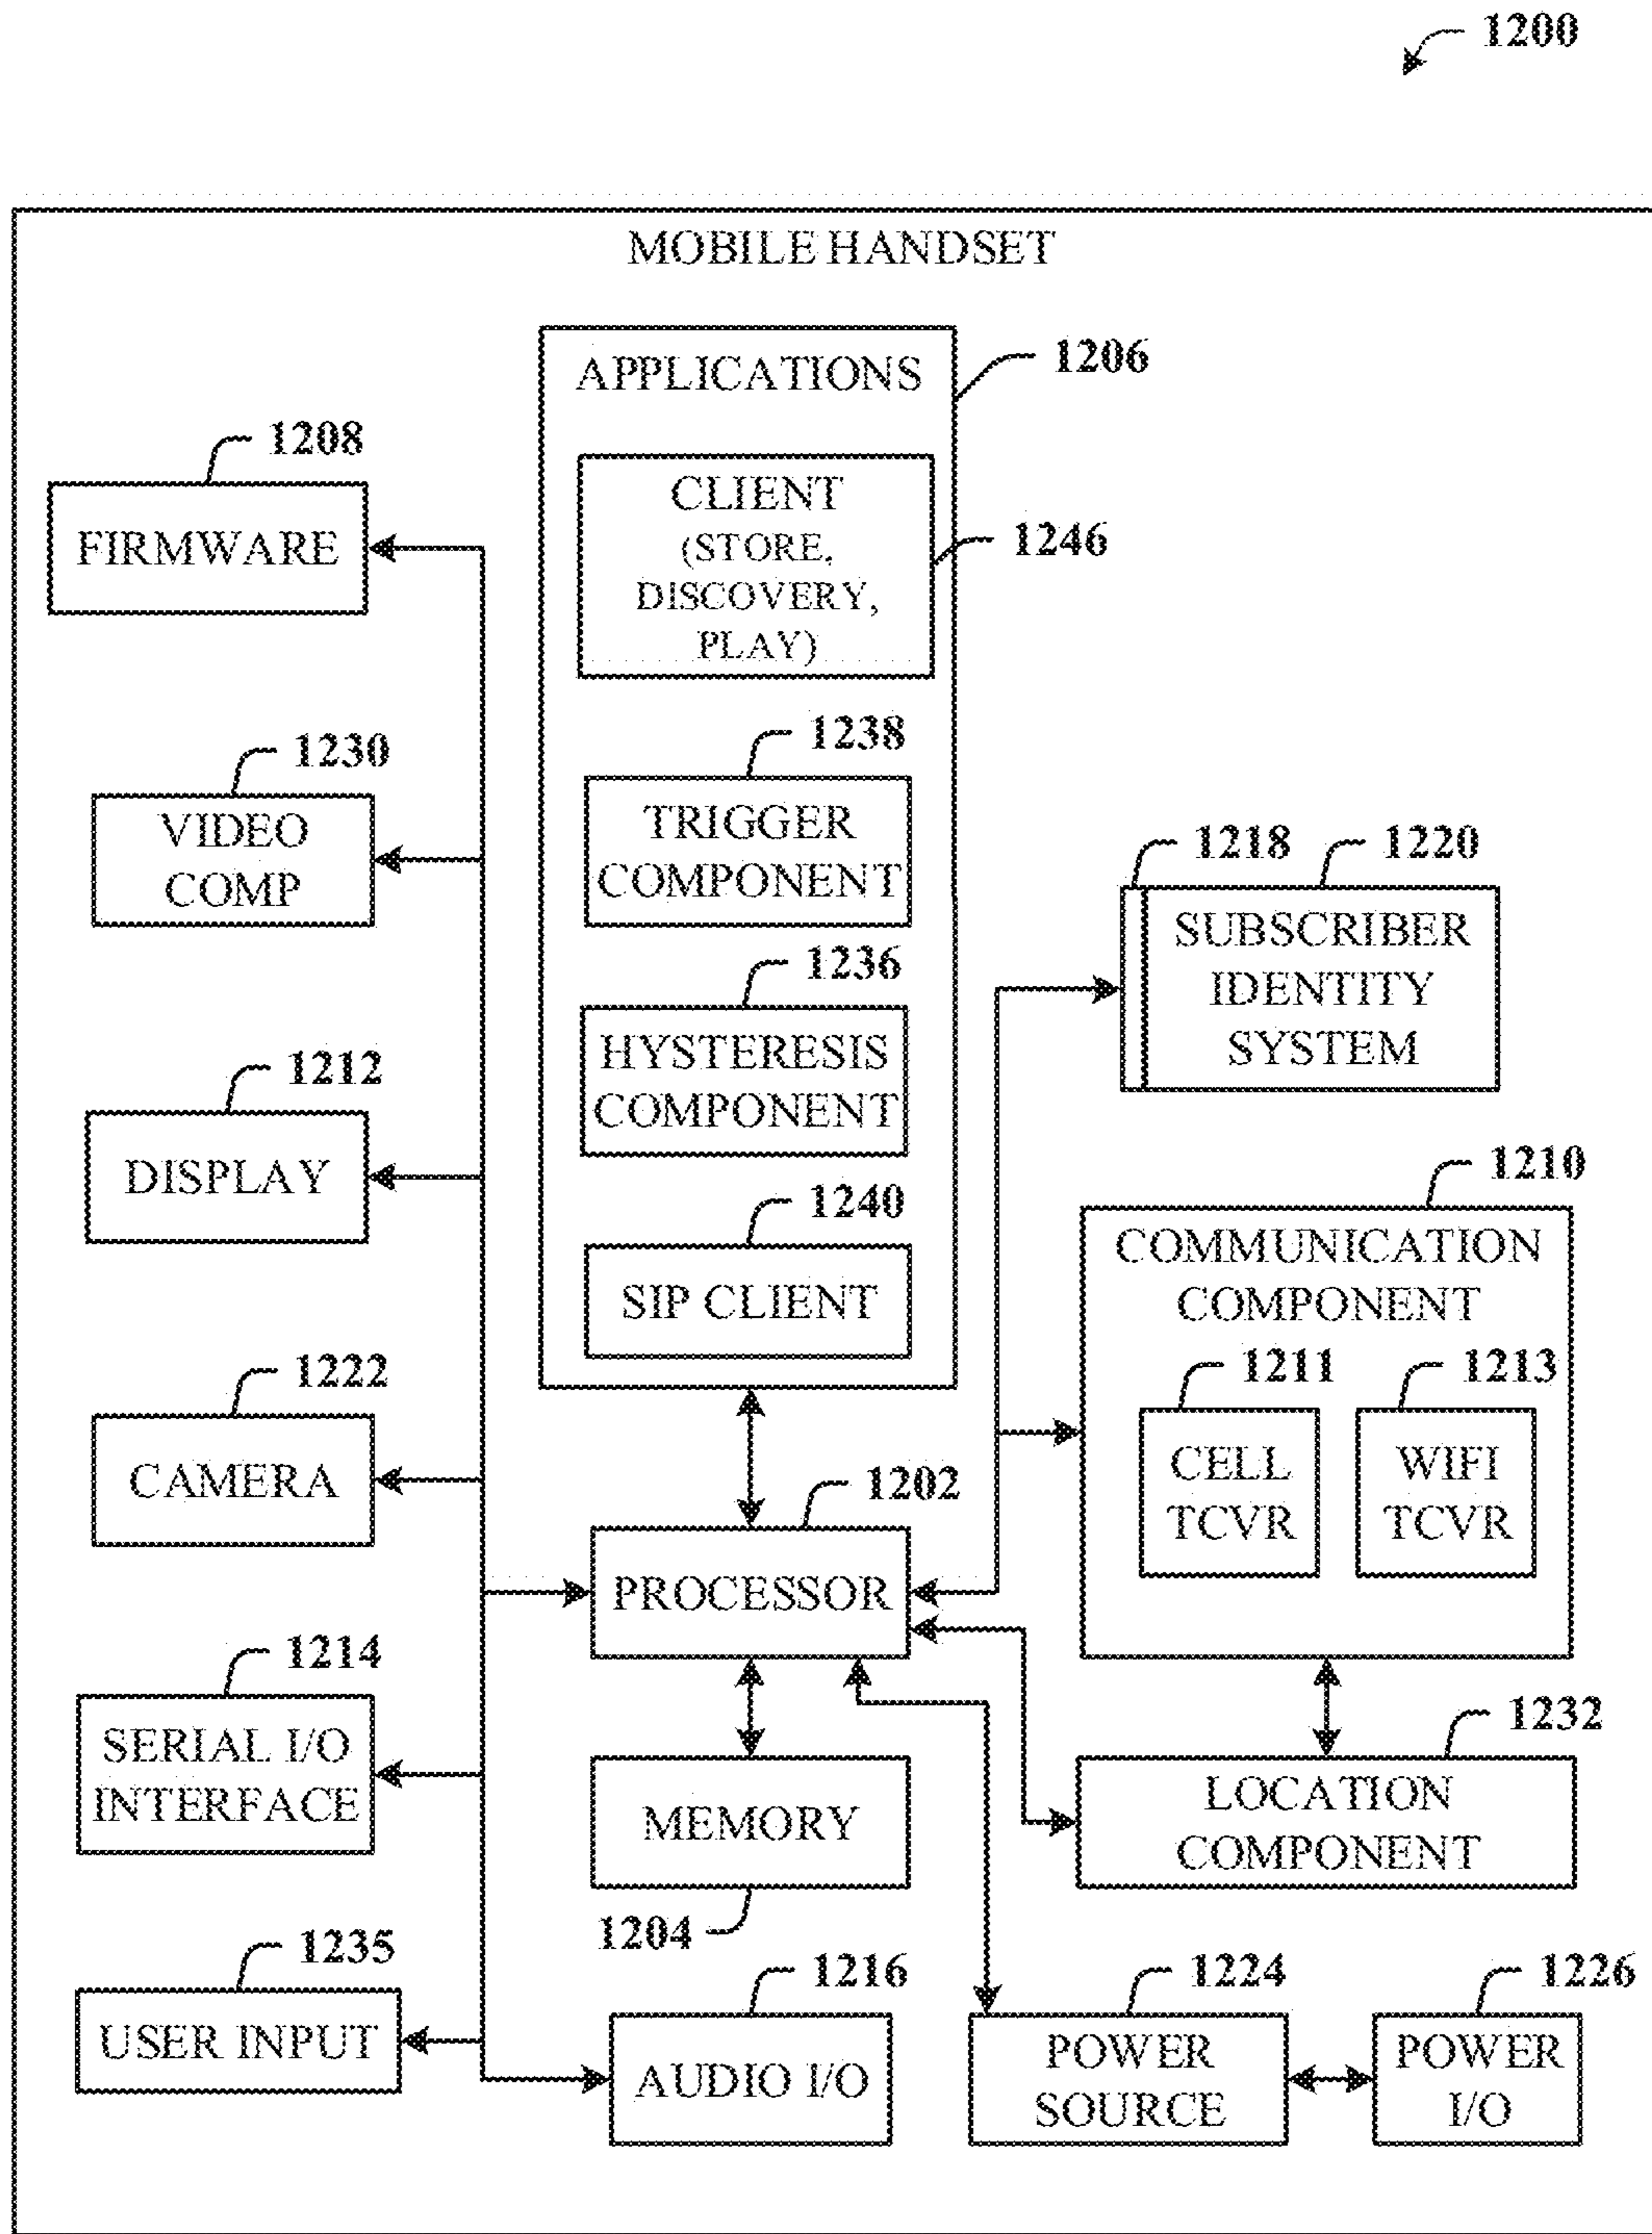 1200
MOBILE HANDSET
APPLICATIONS
1206
CLIENT
(STORE,
DISCOVERY,
PLAY)
1246
1208
FIRMWARE
1238
TRIGGER
COMPONENT
1230
VIDEO
COMP
1218
1220
SUBSCRIBER
IDENTITY
SYSTEM
1236
HYSTERESIS
COMPONENT
1212
DISPLAY
1240
SIP CLIENT
1210
COMMUNICATION
COMPONENT
1211
CELL
TCVR
1213
WIFI
TCVR
1222
CAMERA
1202
PROCESSOR
1214
SERIAL I/O
INTERFACE
MEMORY
1204
1232
LOCATION
COMPONENT
1235
USER INPUT
1216
AUDIO I/O
1224
POWER
SOURCE
1226
POWER
I/O